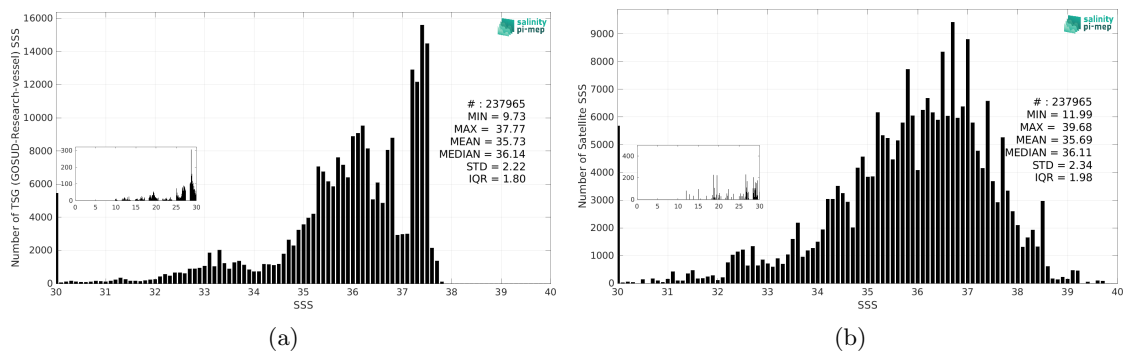 salinity
pi-mep
Number of TSG (GOSUD-Research-vessel) SSS
16000
14000
12000
10000
8000
6000
4000
2000
0
# : 237965
MIN = 9.73
MAX = 37.77
MEAN = 35.73
MEDIAN = 36.14
STD = 2.22
IQR = 1.80
300
200
100
0
0 5 10 15 20 25 30
30 31 32 33 34 35 36 37 38 39 40
SSS
(a)
salinity
pi-mep
Number of Satellite SSS
9000
8000
7000
6000
5000
4000
3000
2000
1000
0
# : 237965
MIN = 11.99
MAX = 39.68
MEAN = 35.69
MEDIAN = 36.11
STD = 2.34
IQR = 1.98
400
200
0
0 5 10 15 20 25 30
30 31 32 33 34 35 36 37 38 39 40
SSS
(b)